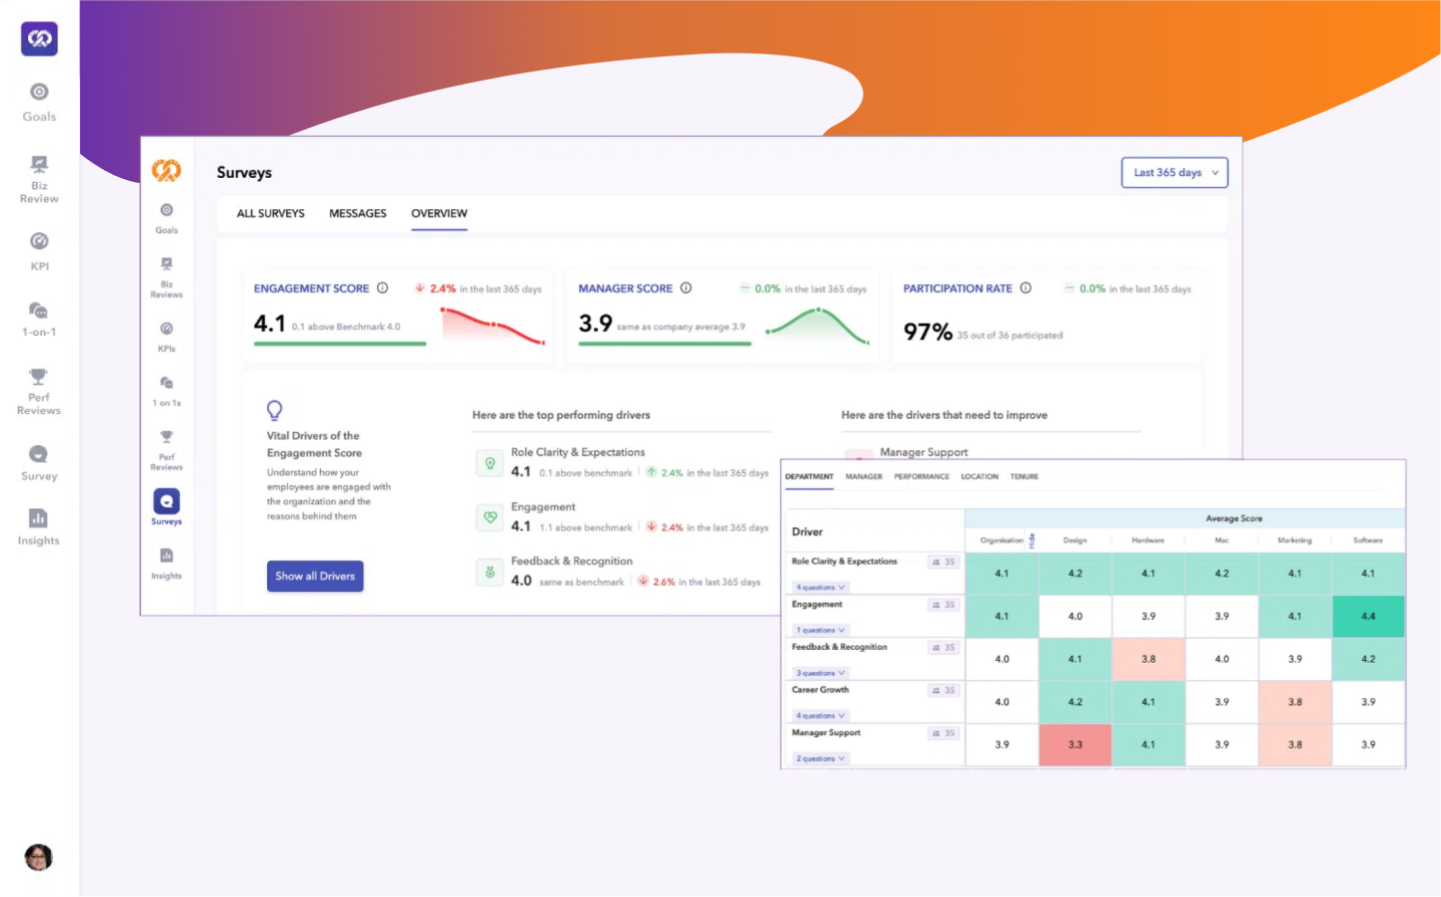 Goals
Biz
Review
KPI
1-on-1
Perf
Reviews
Survey
Insights
Goals
Biz
Reviews
KPIs
1 on 1s
Perf
Reviews
Surveys
Insights
Surveys
Last 365 days
ALL SURVEYS MESSAGES OVERVIEW
ENGAGEMENT SCORE 2.4% in the last 365 days
4.1 0.1 above Benchmark 4.0
MANAGER SCORE 0.0% in the last 365 days
3.9 same as company average 3.9
PARTICIPATION RATE 0.0% in the last 365 days
97% 35 out of 36 participated
Vital Drivers of the
Engagement Score
Understand how your
employees are engaged with
the organization and the
reasons behind them
Show all Drivers
Here are the top performing drivers
Role Clarity & Expectations
4.1 0.1 above benchmark 2.4% in the last 365 days
Engagement
4.1 1.1 above benchmark 2.4% in the last 365 days
Feedback & Recognition
4.0 same as benchmark 2.6% in the last 365 days
Here are the drivers that need to improve
Manager Support
DEPARTMENT MANAGER PERFORMANCE LOCATION TENURE
Driver
Average Score
Organisation Hide Design Hardware Mac Marketing Software
Role Clarity & Expectations 35
4 questions
4.1 4.2 4.1 4.2 4.1 4.1
Engagement 35
1 questions
4.1 4.0 3.9 3.9 4.1 4.4
Feedback & Recognition 35
3 questions
4.0 4.1 3.8 4.0 3.9 4.2
Career Growth 35
4 questions
4.0 4.2 4.1 3.9 3.8 3.9
Manager Support 35
2 questions
3.9 3.3 4.1 3.9 3.8 3.9